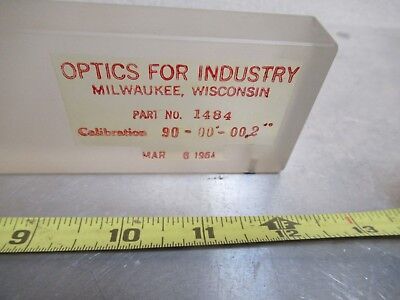 OPTICS FOR INDUSTRY
MILWAUKEE, WISCONSIN
PART NO. 1484
Calibration 90-00'-00.2"
MAR 6 1964
9 10 11 12 13